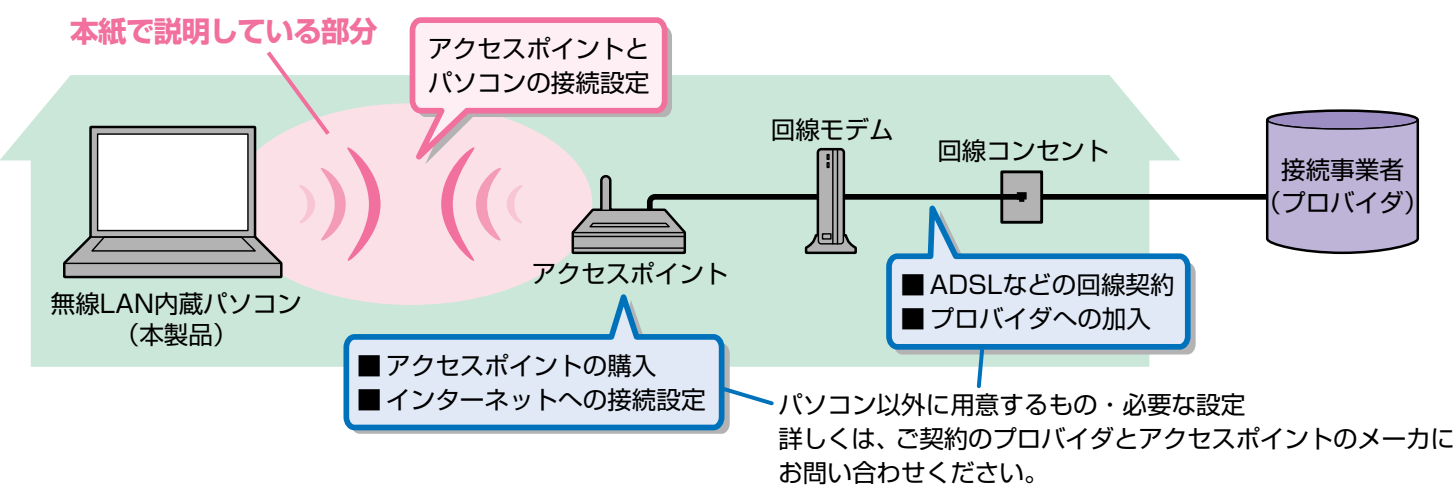 本紙で説明している部分
アクセスポイントと
パソコンの接続設定
回線モデム
回線コンセント
接続事業者
（プロバイダ）
アクセスポイント
無線LAN内蔵パソコン
（本製品）
■ ADSLなどの回線契約
■ プロバイダへの加入
■ アクセスポイントの購入
■ インターネットへの接続設定
パソコン以外に用意するもの・必要な設定
詳しくは、ご契約のプロバイダとアクセスポイントのメーカに
お問い合わせください。